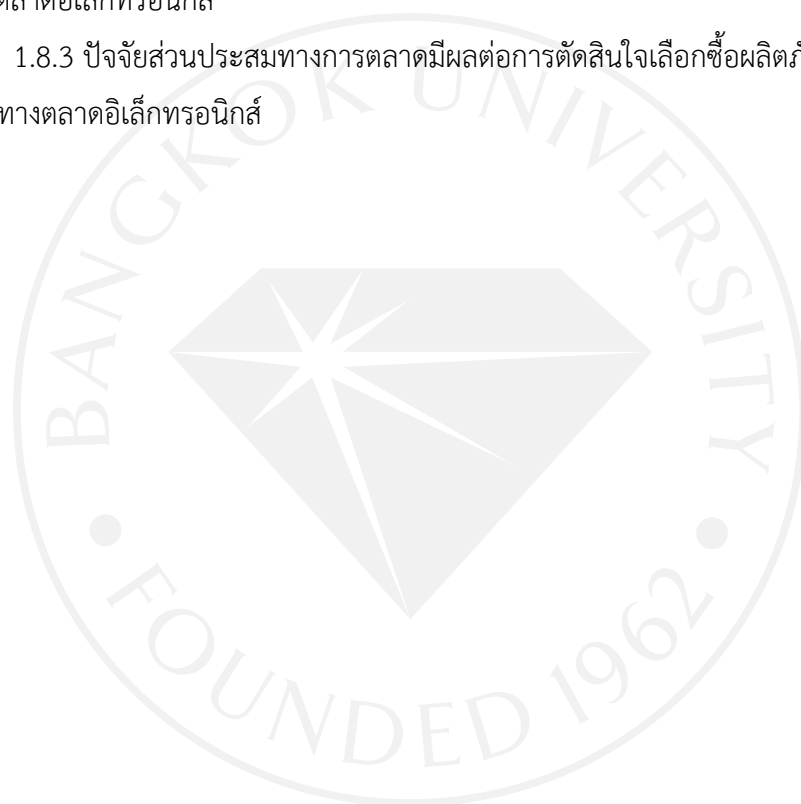 ตลาดอิเล็กทรอนิกส์
1.8.3 ปัจจัยส่วนประสมทางการตลาดมีผลต่อการตัดสินใจเลือกซื้อผลิตภั
ทางตลาดอิเล็กทรอนิกส์
BANGKOK UNIVERSITY
FOUNDED 1962